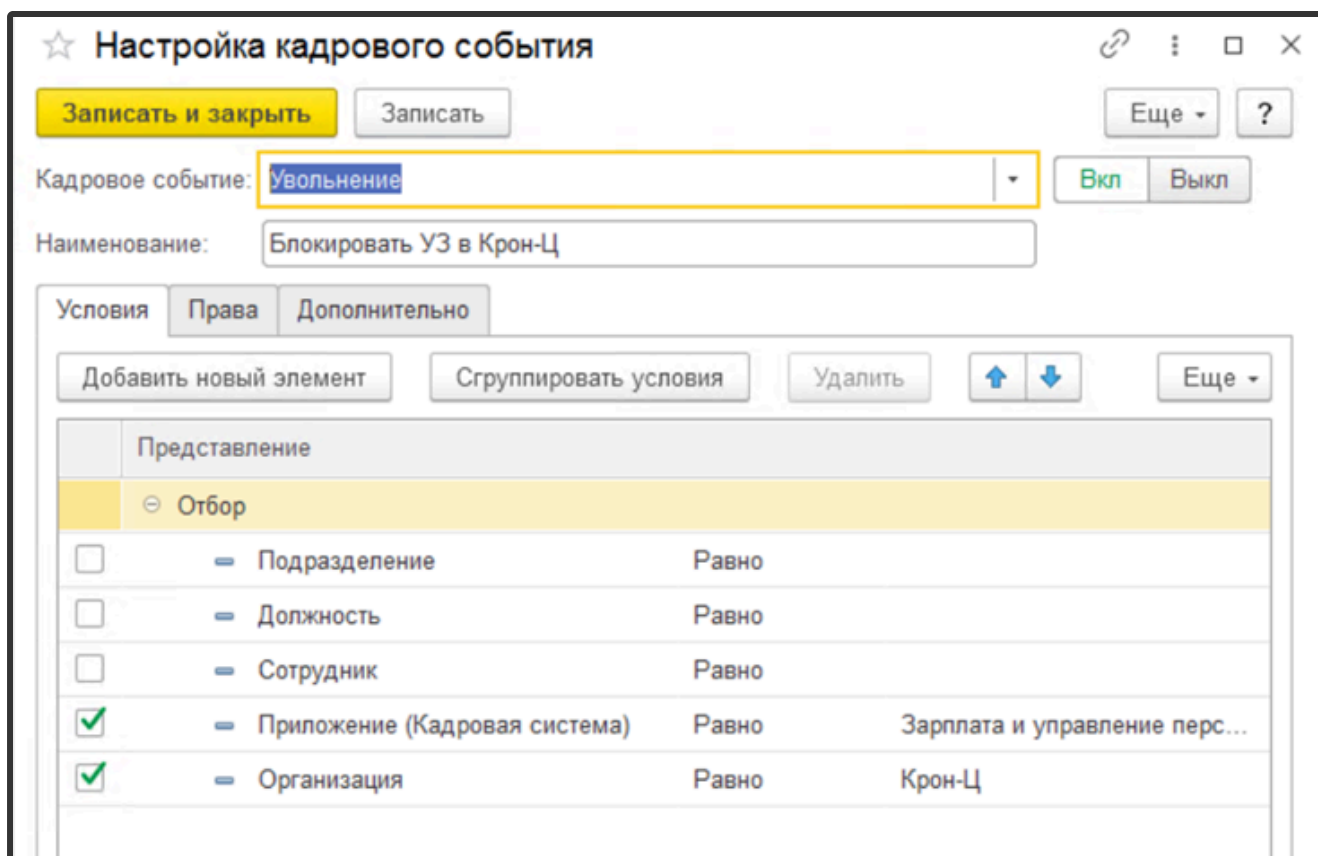 Настройка кадрового события
Записать и закрыть Записать Еще ?
Кадровое событие: Увольнение Вкл Выкл
Наименование: Блокировать УЗ в Крон-Ц
Условия Права Дополнительно
Добавить новый элемент Сгруппировать условия Удалить Еще
Представление
Отбор
Подразделение Равно
Должность Равно
Сотрудник Равно
Приложение (Кадровая система) Равно Зарплата и управление перс...
Организация Равно Крон-Ц